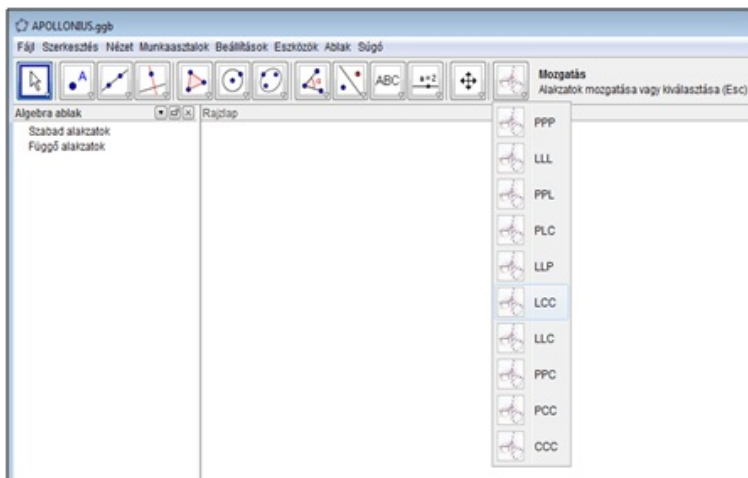 APOLLONIUS.ggb
Fájl Szerkesztés Nézet Munkaasztalok Beállítások Eszközök Ablak Súgó
A
ABC
a=2
Mozgatás
Alakzatok mozgatása vagy kiválasztása (Esc)
Algebra ablak
Rajzlap
Szabad alakzatok
Függő alakzatok
PPP
LLL
PPL
PLC
LLP
LCC
LLC
PPC
PCC
CCC